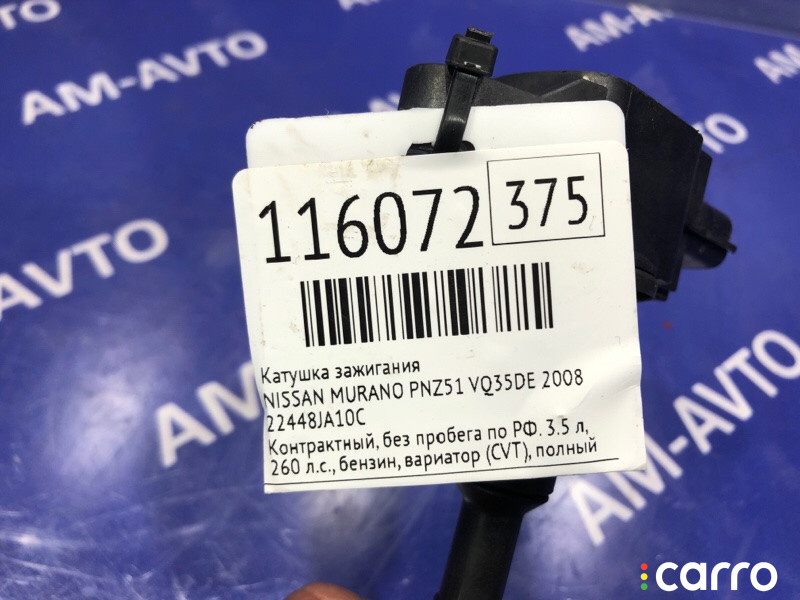 AM-AVTO
AM-AVTO
AM-AVTO
AM-AVTO
AM-AVTO
116072 375
Катушка зажигания
NISSAN MURANO PNZ51 VQ35DE 2008
22448JA10C
Контрактный, без пробега по РФ. 3.5 л,
260 л.с., бензин, вариатор (CVT), полный
carro